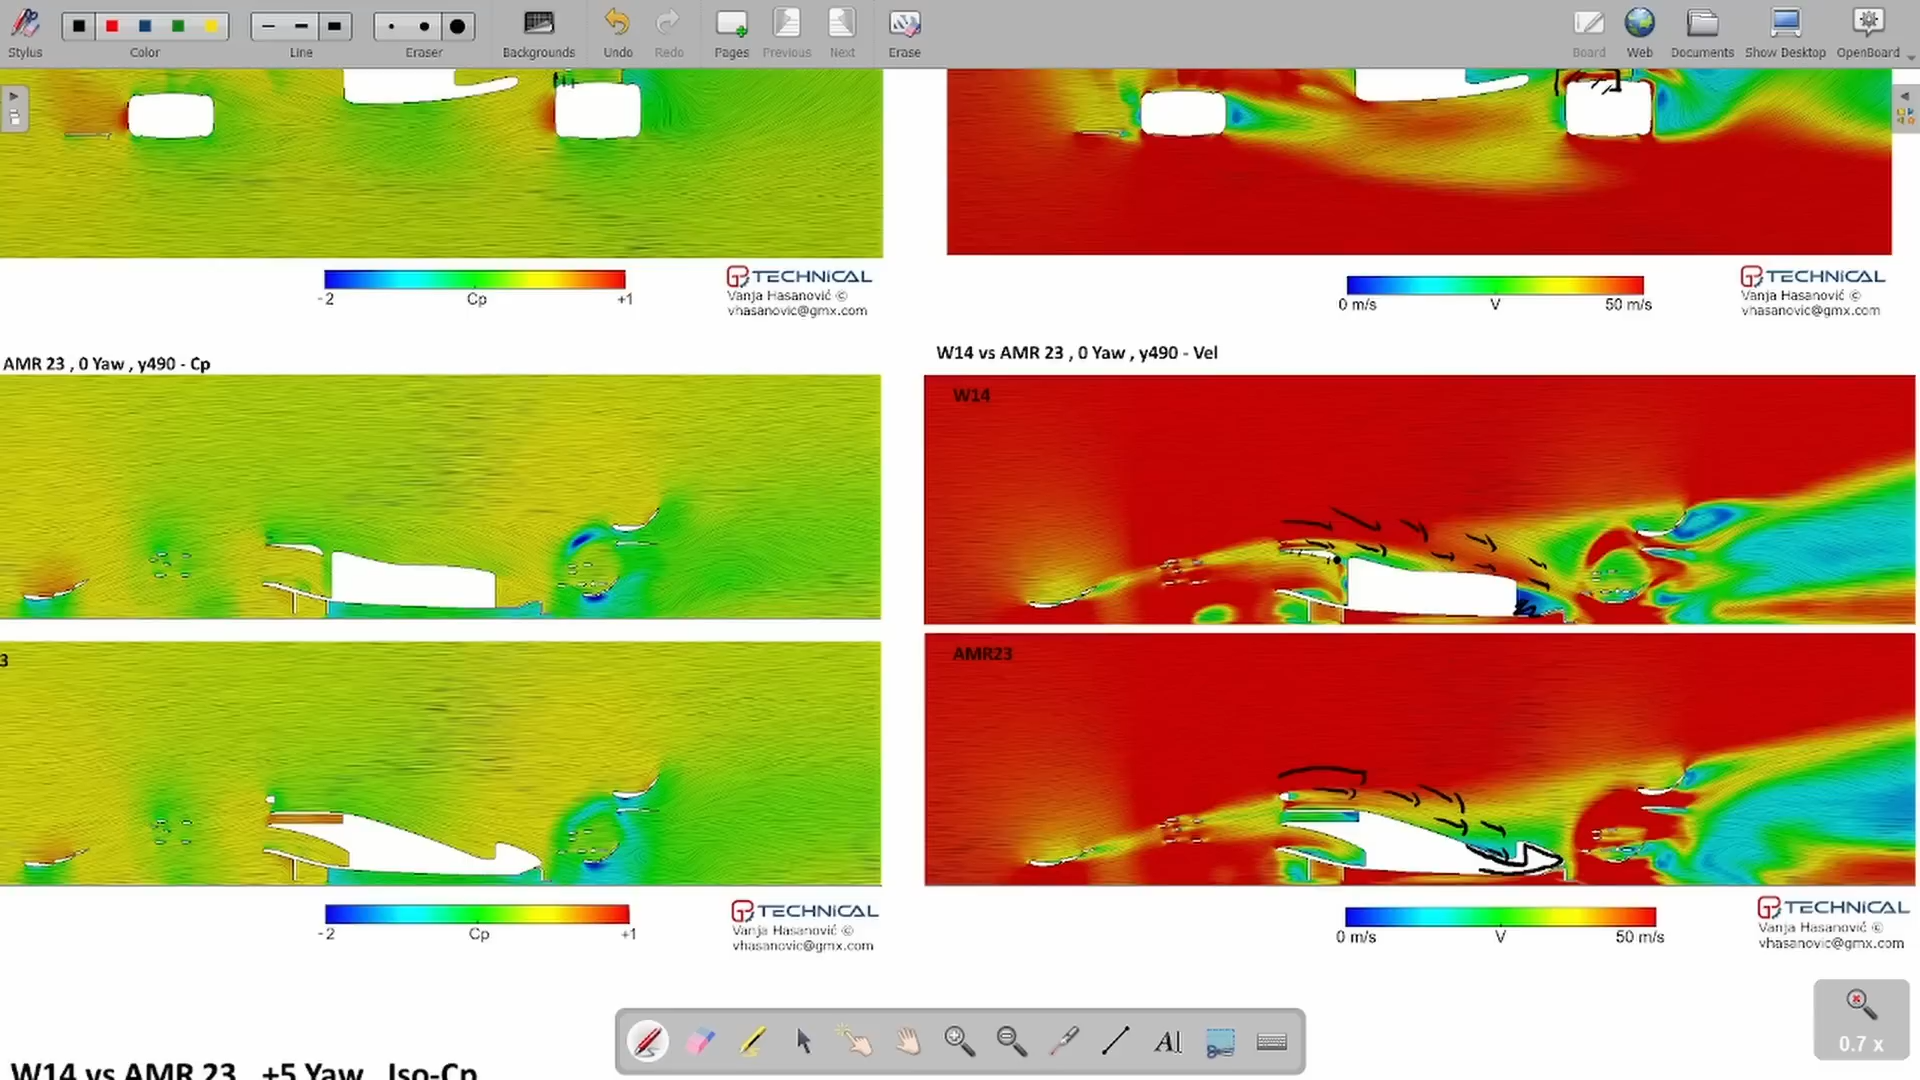 Stylus
Color
Line
Eraser
Backgrounds
Undo
Redo
Pages
Previous
Next
Erase
Board
Web
Documents
Show Desktop
OpenBoard
-2
Cp
+1
TECHNICAL
Vanja Hasanović ©
vhasanovic@gmx.com
0 m/s
V
50 m/s
TECHNICAL
Vanja Hasanović ©
vhasanovic@gmx.com
AMR 23 , 0 Yaw , y490 - Cp
W14 vs AMR 23 , 0 Yaw , y490 - Vel
W14
3
AMR23
-2
Cp
+1
TECHNICAL
Vanja Hasanović ©
vhasanovic@gmx.com
0 m/s
V
50 m/s
TECHNICAL
Vanja Hasanović ©
vhasanovic@gmx.com
AI
0.7 x
W14 vs AMR 23 , +5 Yaw , Iso-Cp